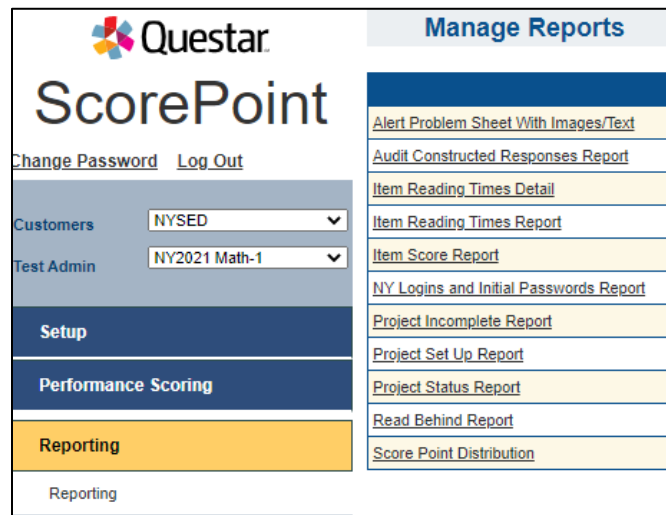 Questar
ScorePoint
Change Password Log Out
Customers NYSED
Test Admin NY2021 Math-1
Setup
Performance Scoring
Reporting
Reporting
Manage Reports
Alert Problem Sheet With Images/Text
Audit Constructed Responses Report
Item Reading Times Detail
Item Reading Times Report
Item Score Report
NY Logins and Initial Passwords Report
Project Incomplete Report
Project Set Up Report
Project Status Report
Read Behind Report
Score Point Distribution